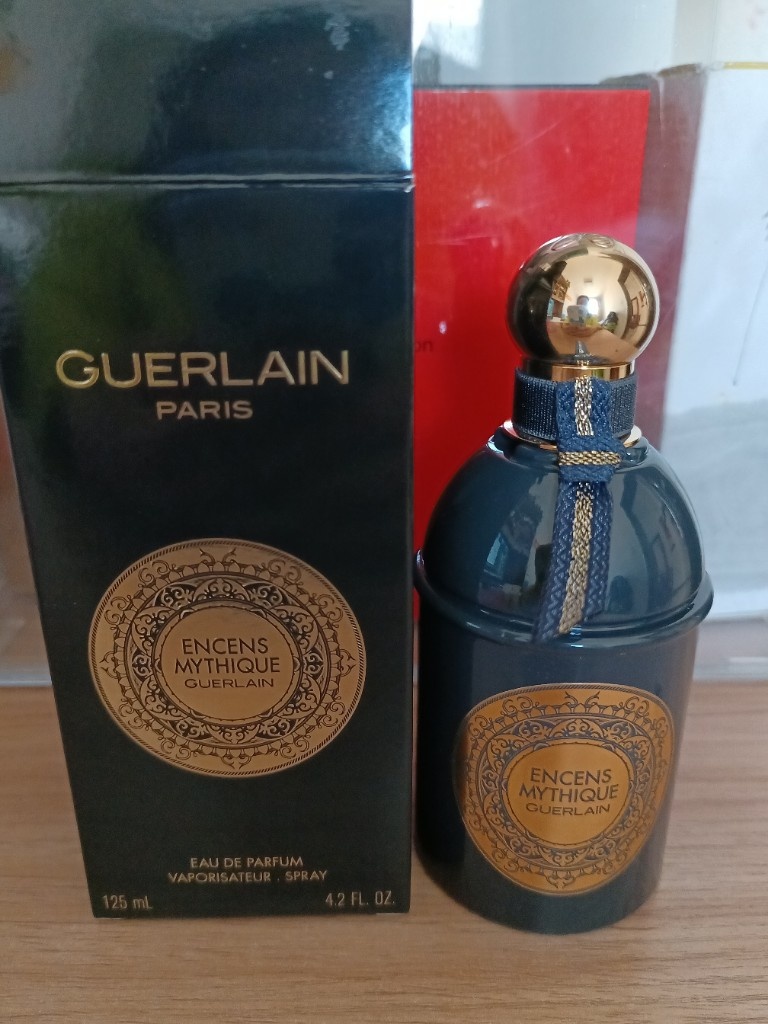 GUERLAIN
PARIS
ENCENS
MYTHIQUE
GUERLAIN
EAU DE PARFUM
VAPORISATEUR . SPRAY
125 mL 4.2 FL. OZ.
ENCENS
MYTHIQUE
GUERLAIN